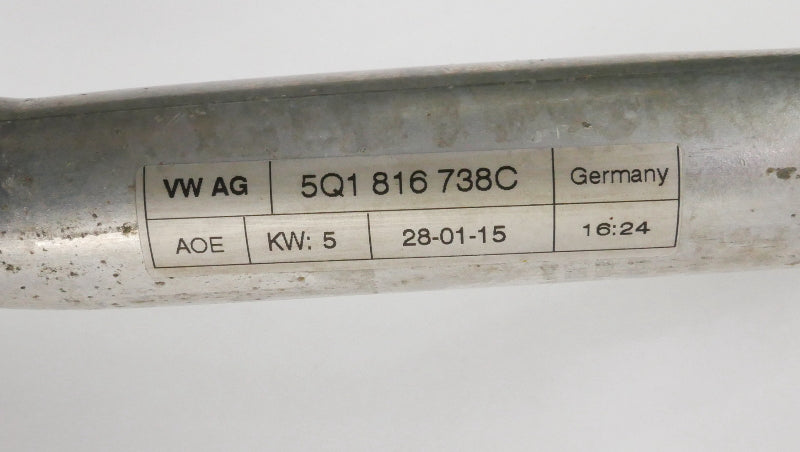 VW AG 5Q1 816 738C Germany
AOE KW: 5 28-01-15 16:24